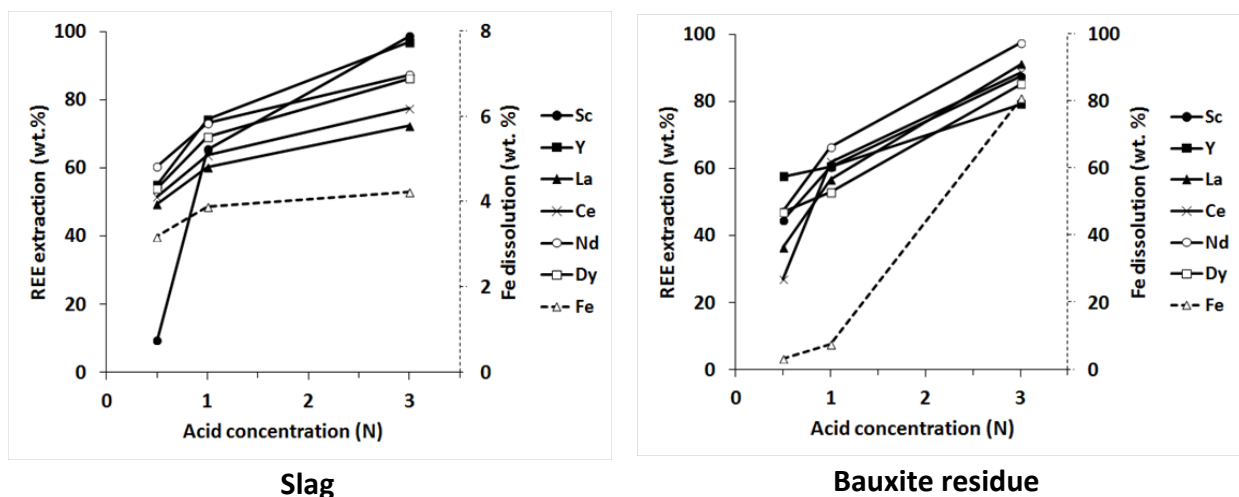 REE extraction (wt.%)
100
80
60
40
20
0
0 1 2 3
Acid concentration (N)
8
6
4
2
0
Fe dissolution (wt. %)
Sc
Y
La
Ce
Nd
Dy
Fe
Slag
REE extraction (wt.%)
100
80
60
40
20
0
0 1 2 3
Acid concentration (N)
100
80
60
40
20
0
Fe dissolution (wt. %)
Sc
Y
La
Ce
Nd
Dy
Fe
Bauxite residue